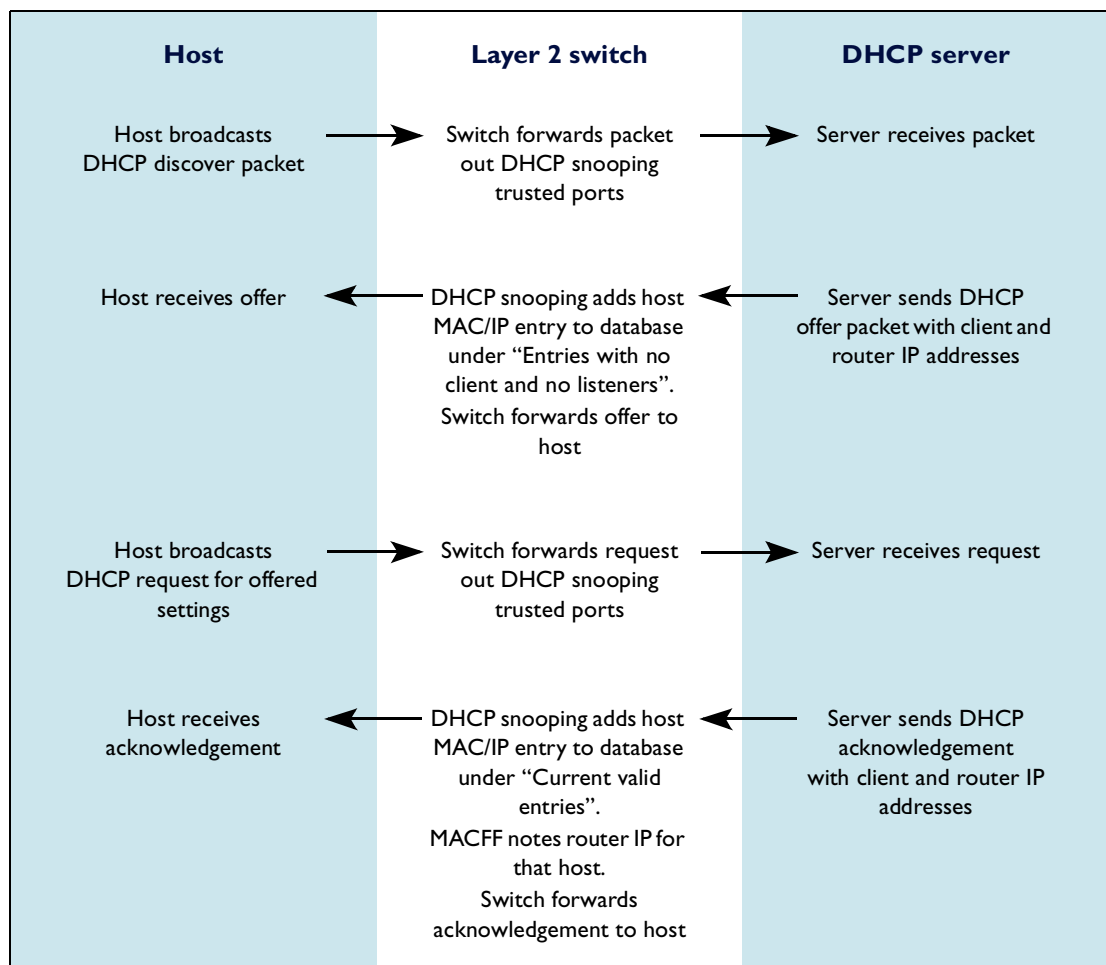 Host
Layer 2 switch
DHCP server
Host broadcasts
DHCP discover packet
Switch forwards packet
out DHCP snooping
trusted ports
Server receives packet
Host receives offer
DHCP snooping adds host
MAC/IP entry to database
under “Entries with no
client and no listeners”.
Switch forwards offer to
host
Server sends DHCP
offer packet with client and
router IP addresses
Host broadcasts
DHCP request for offered
settings
Switch forwards request
out DHCP snooping
trusted ports
Server receives request
Host receives
acknowledgement
DHCP snooping adds host
MAC/IP entry to database
under “Current valid
entries”.
MACFF notes router IP for
that host.
Switch forwards
acknowledgement to host
Server sends DHCP
acknowledgement
with client and router IP
addresses